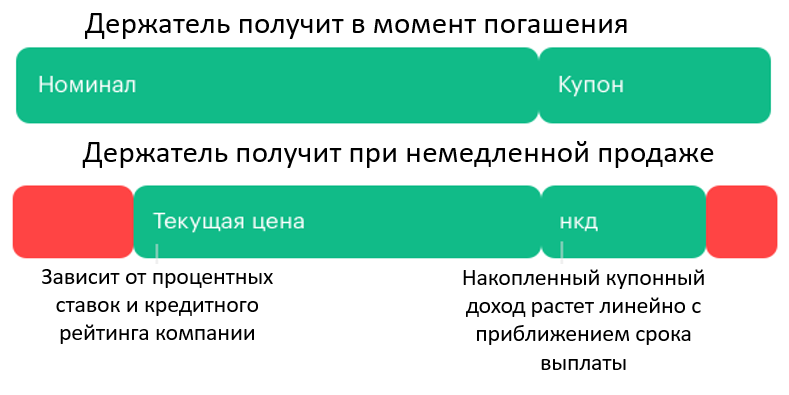 Держатель получит в момент погашения
Номинал
Купон
Держатель получит при немедленной продаже
Текущая цена
нкд
Зависит от процентных
ставок и кредитного
рейтинга компании
Накопленный купонный
доход растет линейно с
приближением срока
выплаты